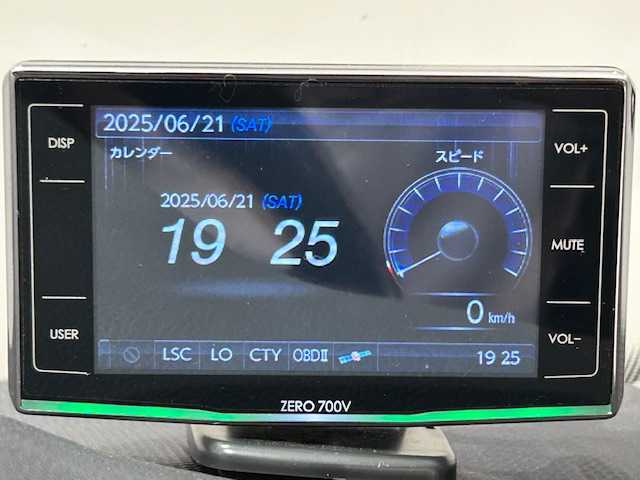 2025/06/21 (SAT)
DISP
カレンダー
スピード
VOL+
2025/06/21 (SAT)
19 25
MUTE
0 km/h
USER
VOL-
LSC LO CTY OBDⅡ 19 25
ZERO 700V